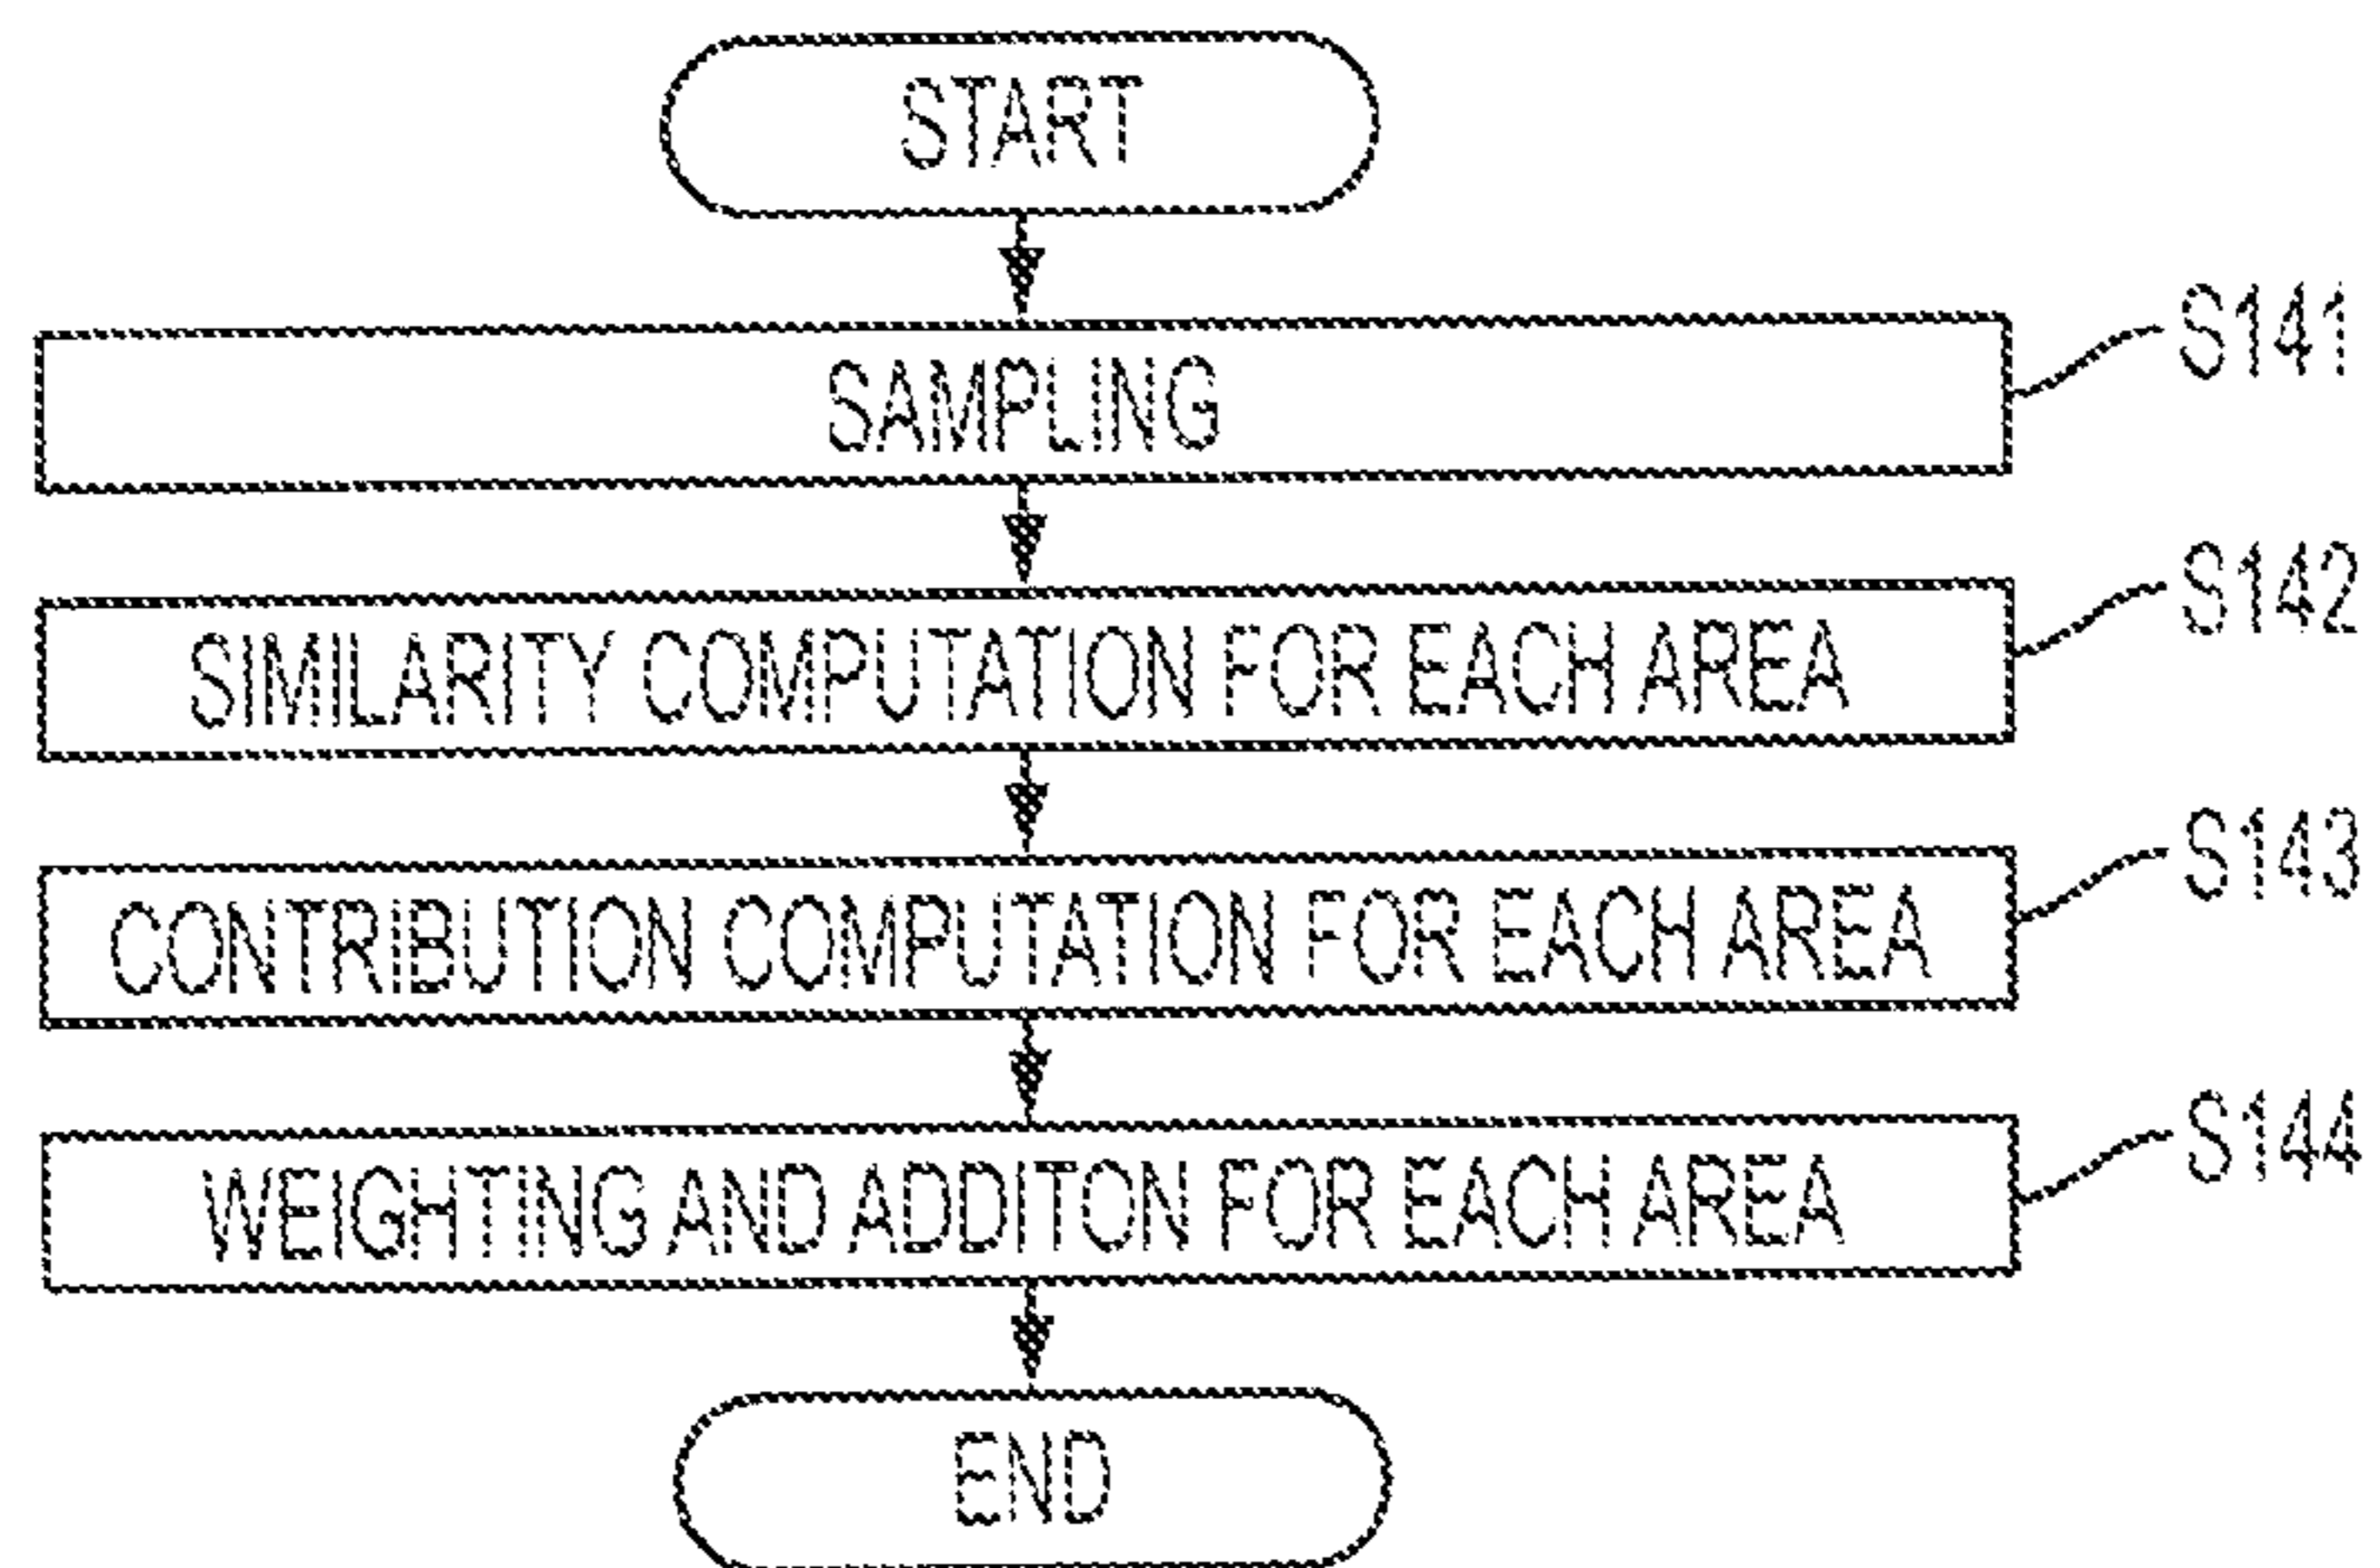 START
SAMPLING
S141
SIMILARITY COMPUTATION FOR EACH AREA
S142
CONTRIBUTION COMPUTATION FOR EACH AREA
S143
WEIGHTING AND ADDITON FOR EACH AREA
S144
END